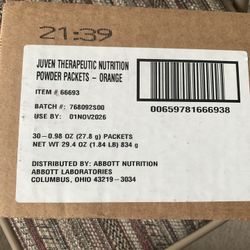 21:39
JUVEN THERAPEUTIC NUTRITION
POWDER PACKETS – ORANGE
ITEM # 66693
BATCH #: 768092S00
USE BY: 01NOV2026
00659781666938
30–0.98 OZ (27.8 g) PACKETS
NET WT 29.4 OZ (1.84 LB) 834 g
DISTRIBUTED BY: ABBOTT NUTRITION
ABBOTT LABORATORIES
COLUMBUS, OHIO 43219–3034